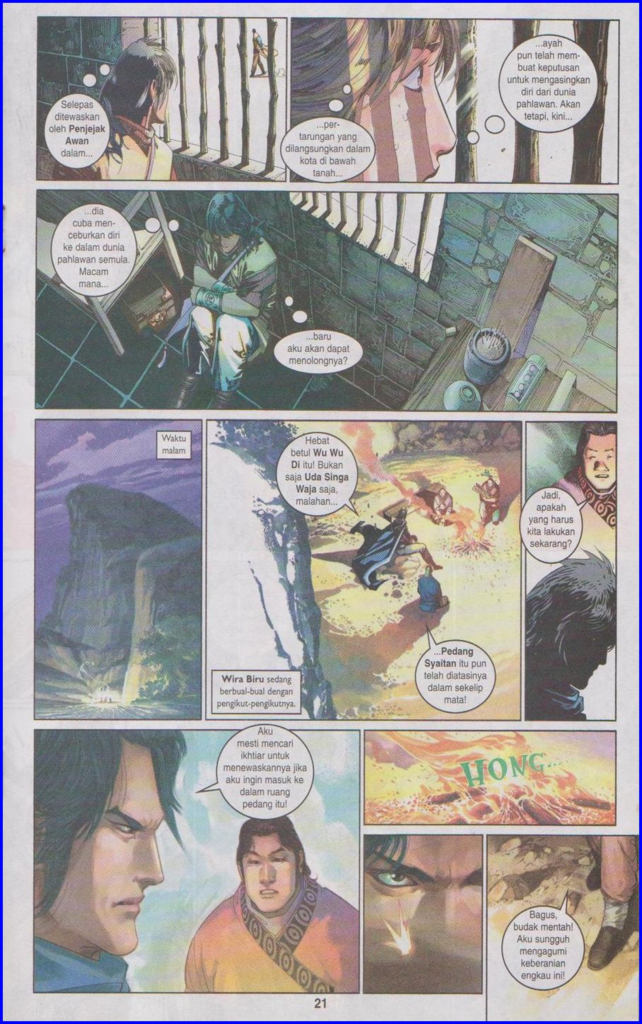 Selepas
ditewaskan
oleh Penjejak
Awan
dalam...
...per-
tarungan yang
dilangsungkan dalam
kota di bawah
tanah...
...ayah
pun telah mem-
buat keputusan
untuk mengasingkan
diri dari dunia
pahlawan. Akan
tetapi, kini...
...dia
cuba men-
ceburkan diri
ke dalam dunia
pahlawan semula.
Macam
mana...
...baru
aku akan dapat
menolongnya?
Waktu
malam
Hebat
betul Wu Wu
Di itu! Bukan
saja Uda Singa
Waja saja,
malahan...
...Pedang
Syaitan itu pun
telah diatasinya
dalam sekelip
mata!
Wira Biru sedang
berbual-bual dengan
pengikut-pengikutnya.
Jadi,
apakah
yang harus
kita lakukan
sekarang?
Aku
mesti mencari
ikhtiar untuk
menewaskannya jika
aku ingin masuk ke
dalam ruang
pedang itu!
HONG...
Bagus,
budak mentah!
Aku sungguh
mengagumi
keberanian
engkau ini!
21